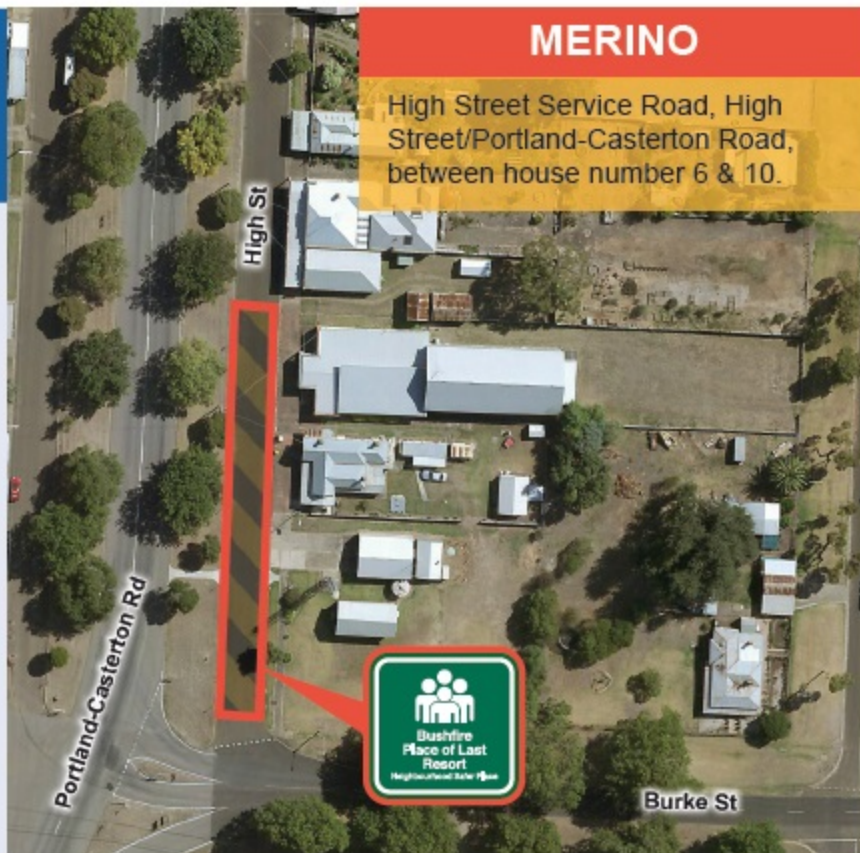 MERINO
High Street Service Road, High
Street/Portland-Casterton Road,
between house number 6 & 10.
High St
Portland-Casterton Rd
Bushfire
Place of Last
Resort
Neighbourhood Safer Place
Burke St